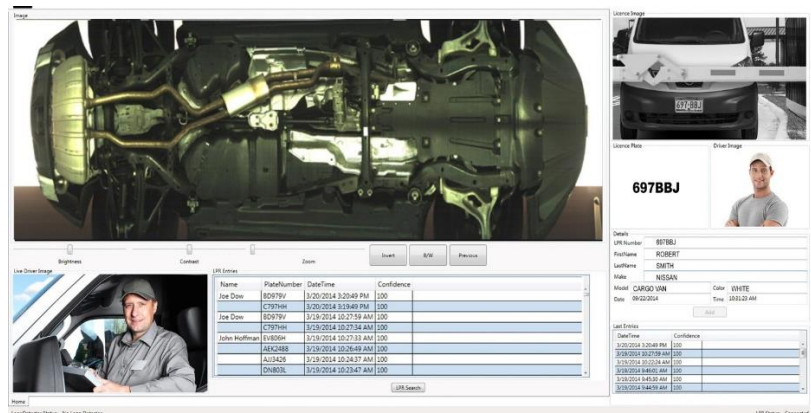 Image
Licence Image
697-BBJ
Licence Plate
Driver Image
697BBJ
Brightness
Contrast
Zoom
Invert
B/W
Previous
Details
LPR Number 697BBJ
FirstName ROBERT
LastName SMITH
Make NISSAN
Model CARGO VAN Color WHITE
Date 09/22/2014 Time 10:31:23 AM
Add
Live Driver Image
LPR Entries
Name PlateNumber DateTime Confidence
Joe Dow BD979V 3/20/2014 3:20:49 PM 100
C797HH 3/20/2014 3:19:49 PM 100
Joe Dow BD979V 3/19/2014 10:27:59 AM 100
C797HH 3/19/2014 10:27:34 AM 100
John Hoffman EV806H 3/19/2014 10:27:33 AM 100
AEK2488 3/19/2014 10:26:49 AM 100
AJJ3426 3/19/2014 10:24:37 AM 100
DN803L 3/19/2014 10:23:47 AM 100
LPR Search
Last Entries
DateTime Confidence
3/20/2014 3:20:49 PM 100
3/19/2014 10:27:59 AM 100
3/19/2014 10:22:24 AM 100
3/19/2014 9:46:01 AM 100
3/19/2014 9:45:30 AM 100
3/19/2014 9:44:59 AM 100
Home